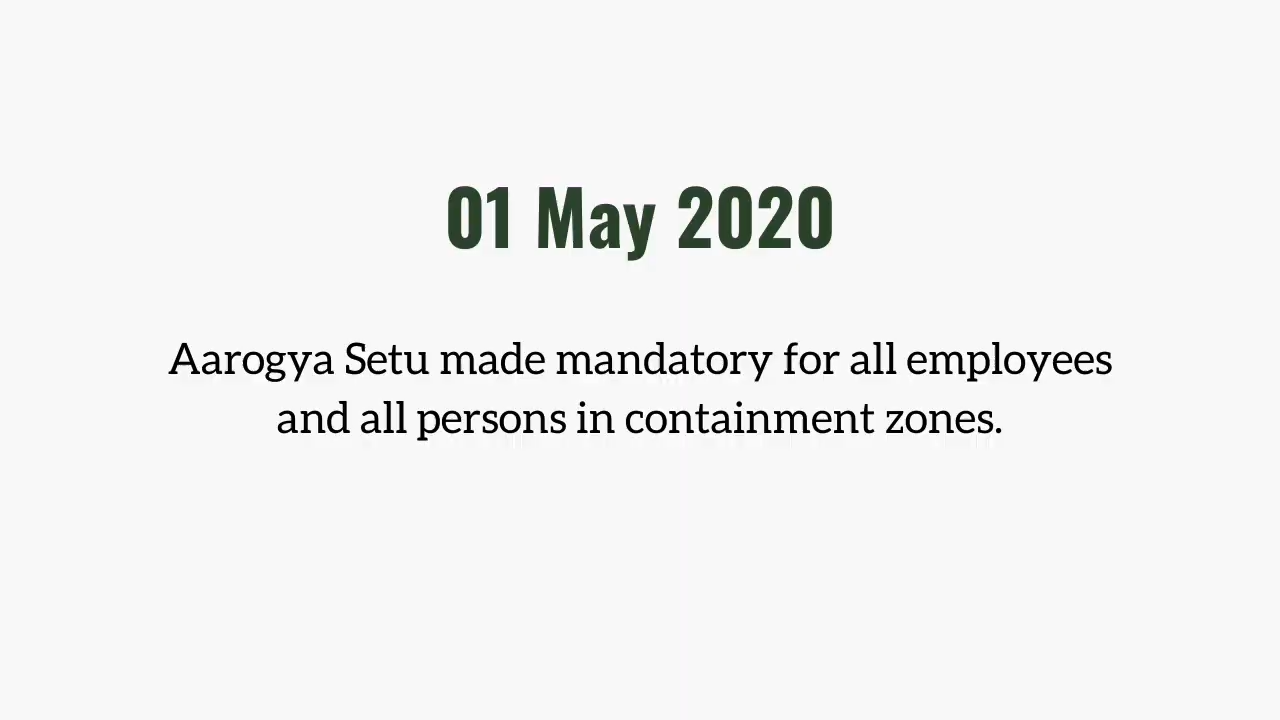 01 May 2020
Aarogya Setu made mandatory for all employees
and all persons in containment zones.